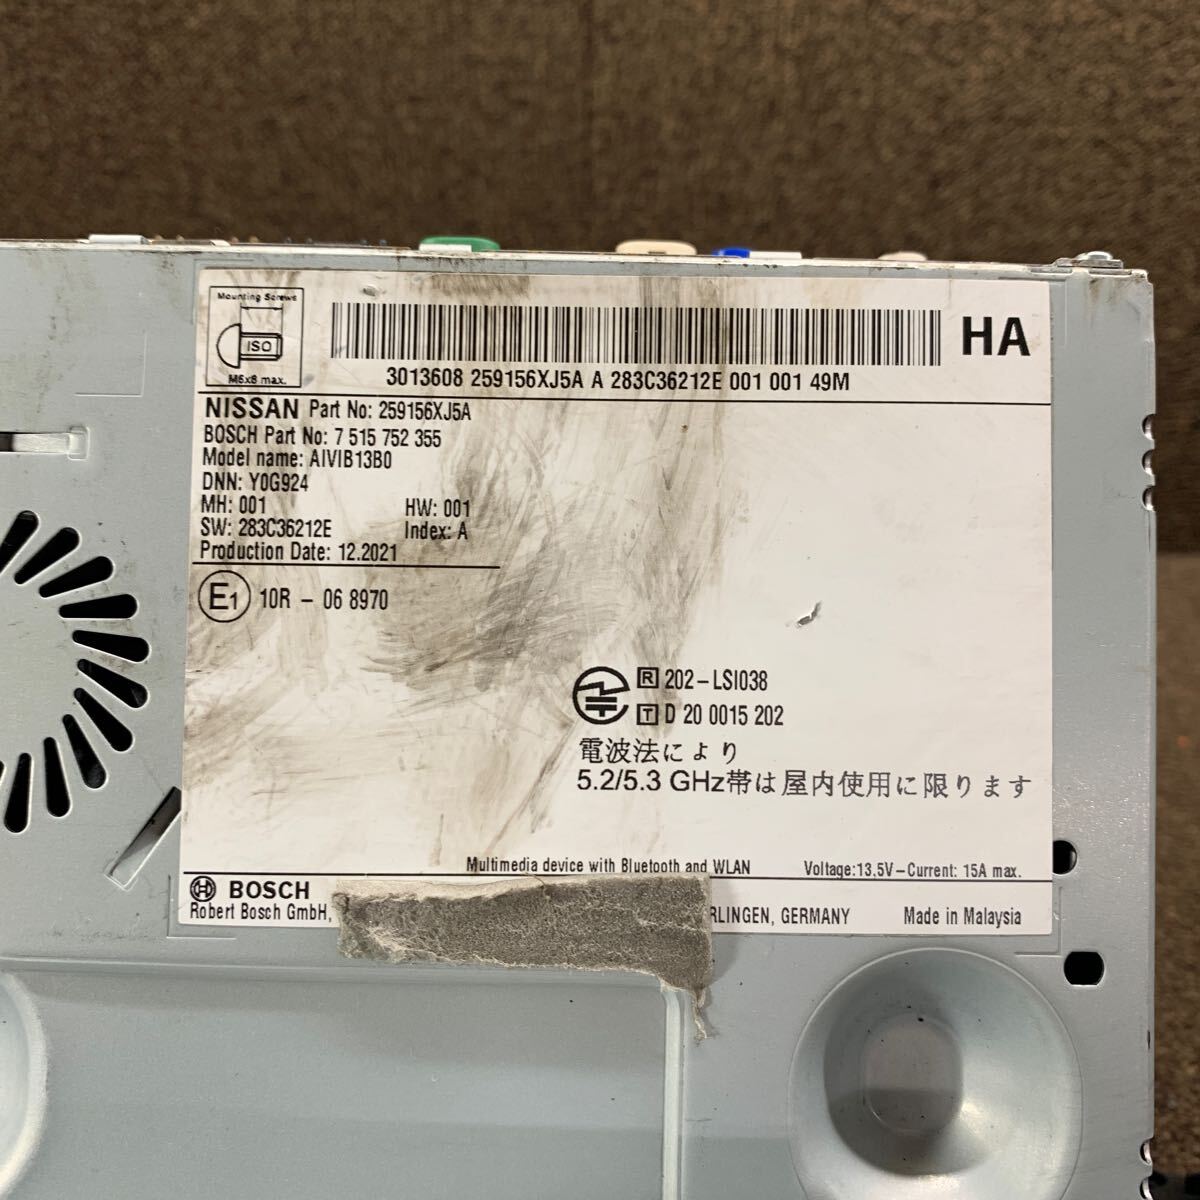 Mounting Screws
ISO
M5x8 max.
HA
3013608 259156XJ5A A 283C36212E 001 001 49M
NISSAN Part No: 259156XJ5A
BOSCH Part No: 7 515 752 355
Model name: AIVIB13B0
DNN: Y0G924
MH: 001 HW: 001
SW: 283C36212E Index: A
Production Date: 12.2021
E1 10R - 06 8970
R 202-LSI038
T D 20 0015 202
電波法により
5.2/5.3 GHz帯は屋内使用に限ります
Multimedia device with Bluetooth and WLAN Voltage:13,5V-Current: 15A max.
BOSCH
Robert Bosch GmbH, RLINGEN, GERMANY Made in Malaysia